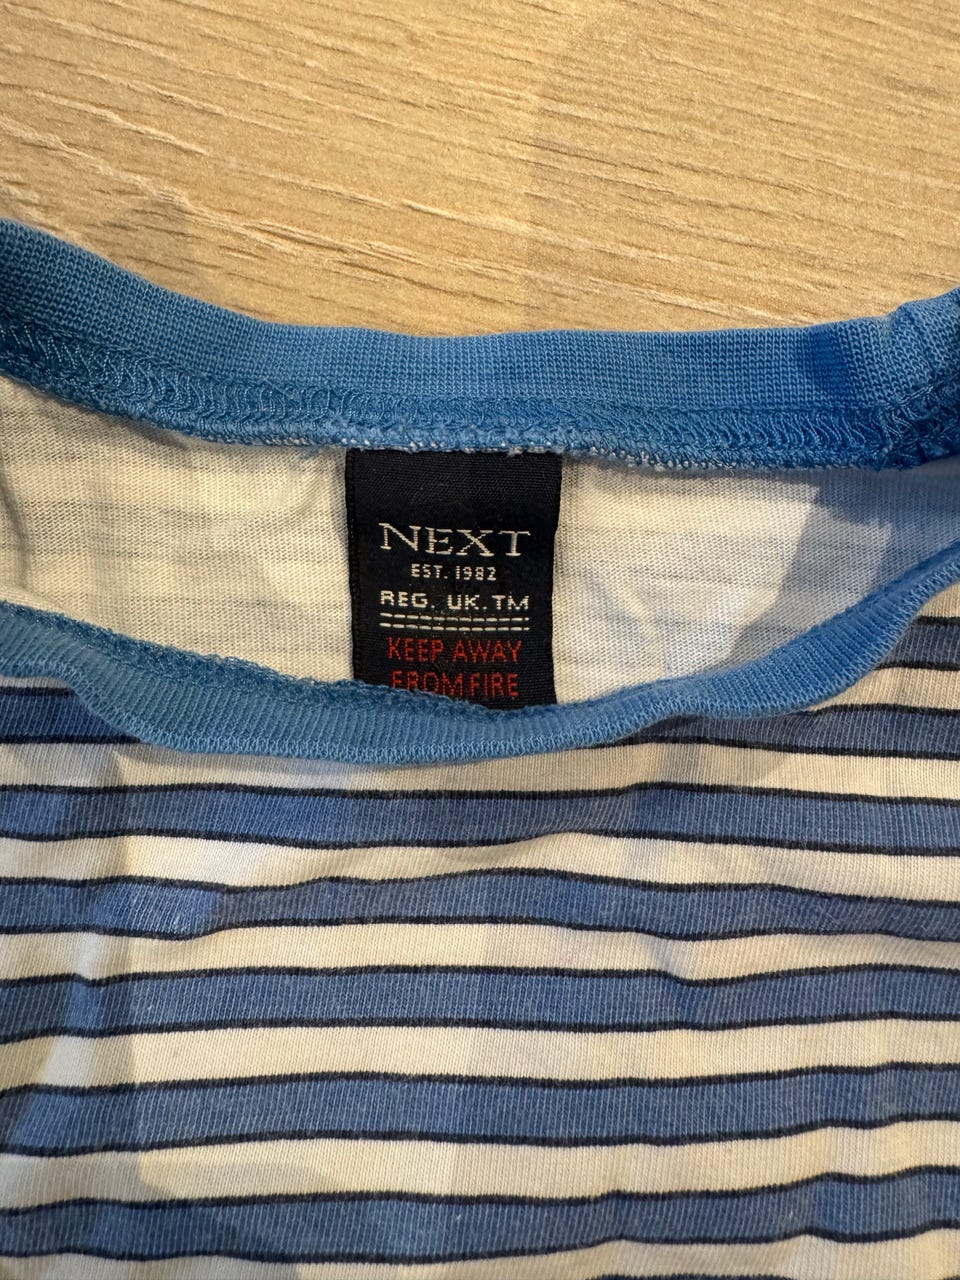 NEXT
EST. 1982
REG. UK. TM
KEEP AWAY
FROM FIRE